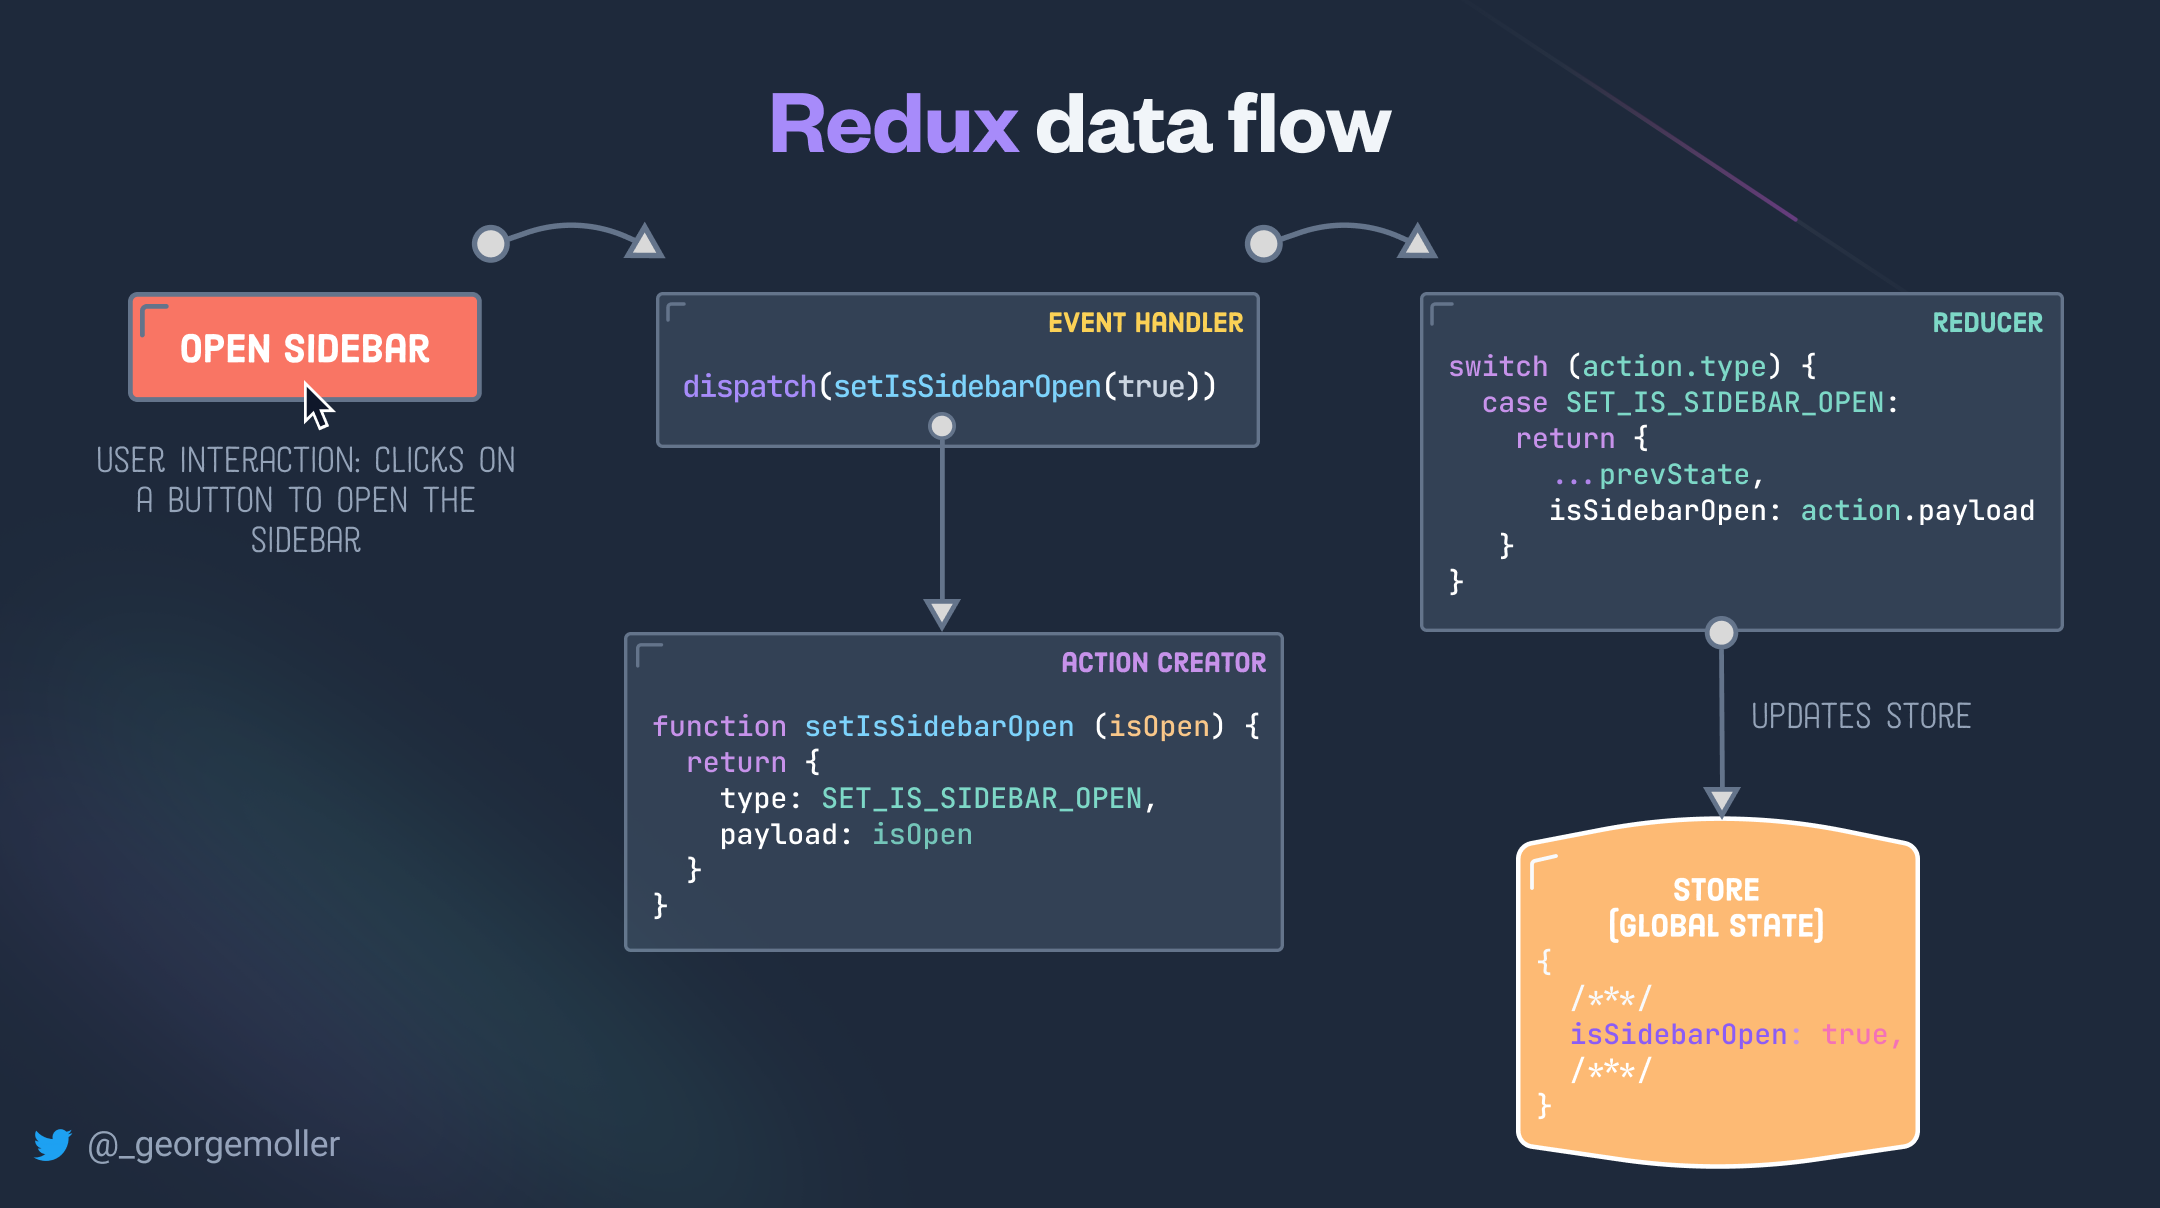 Redux data flow
OPEN SIDEBAR
USER INTERACTION: CLICKS ON
A BUTTON TO OPEN THE
SIDEBAR
EVENT HANDLER
dispatch(setIsSidebarOpen(true))
ACTION CREATOR
function setIsSidebarOpen (isOpen) {
  return {
    type: SET_IS_SIDEBAR_OPEN,
    payload: isOpen
  }
}
REDUCER
switch (action.type) {
  case SET_IS_SIDEBAR_OPEN:
    return {
      ...prevState,
      isSidebarOpen: action.payload
   }
}
UPDATES STORE
STORE
(GLOBAL STATE)
{
  /***/
  isSidebarOpen: true,
  /***/
}
@_georgemoller